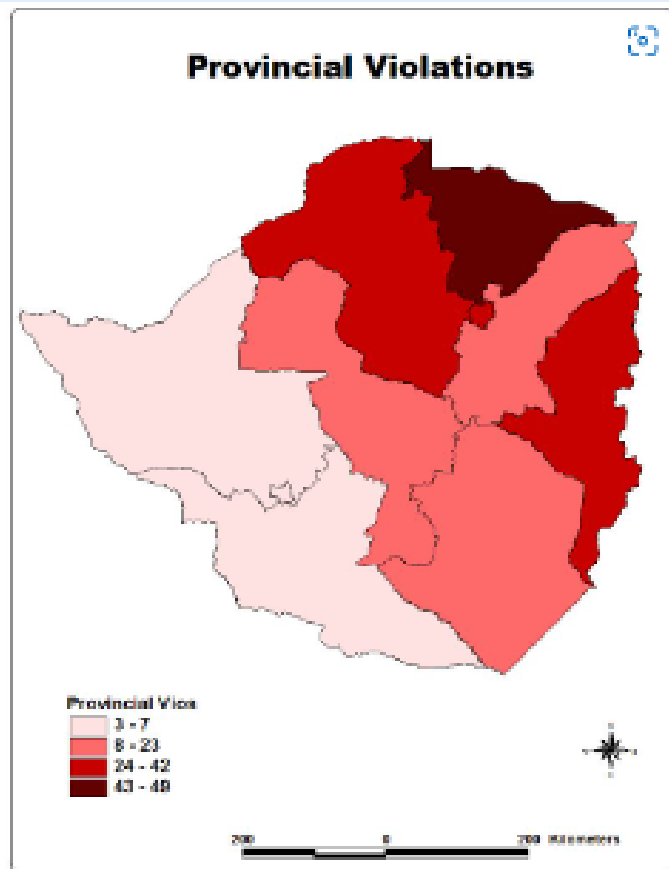 Provincial Violations
Provincial Vios
3 - 7
8 - 23
24 - 42
43 - 49
200 0 200 Kilometers